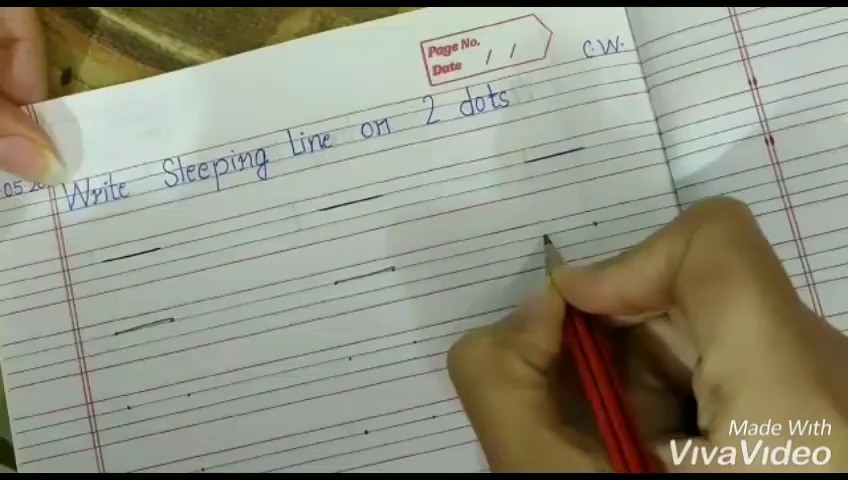 Page No.
Date / /
C.W.
Write Sleeping Line on 2 dots
Made With
VivaVideo